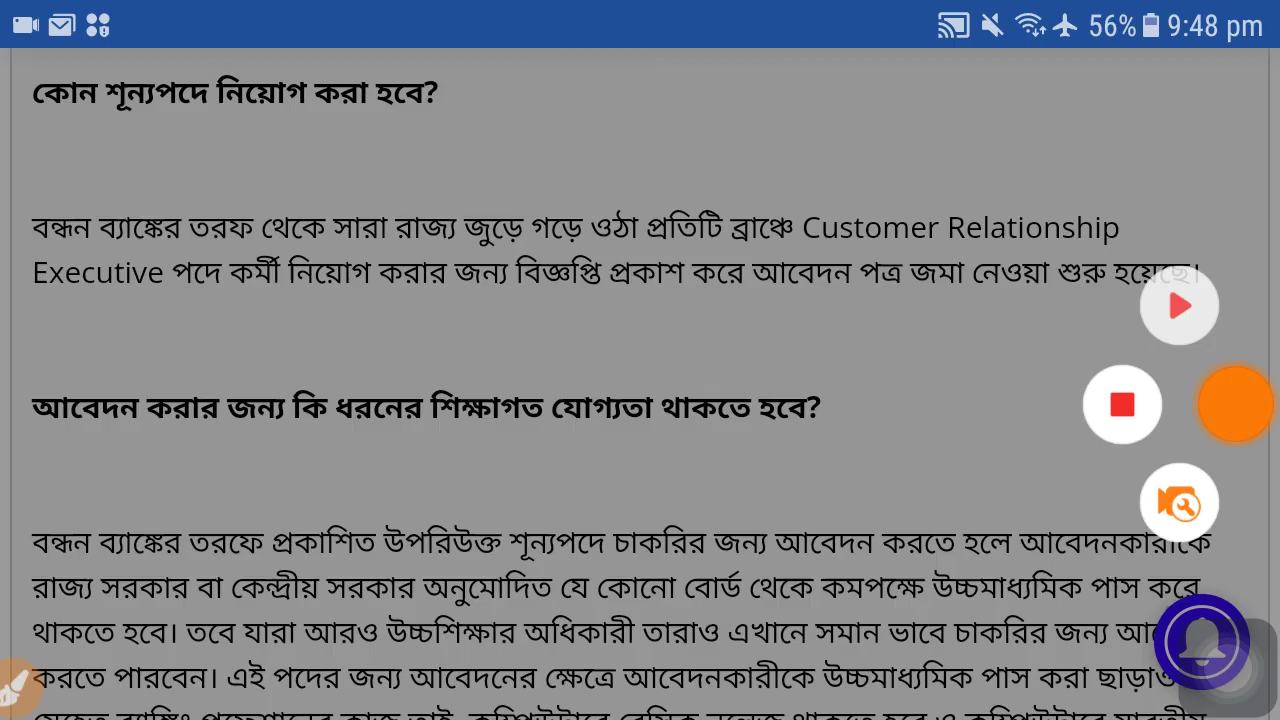 56% 9:48 pm
কোন শূন্যপদে নিয়োগ করা হবে?
বন্ধন ব্যাঙ্কের তরফ থেকে সারা রাজ্য জুড়ে গড়ে ওঠা প্রতিটি ব্রাঞ্চে Customer Relationship
Executive পদে কর্মী নিয়োগ করার জন্য বিজ্ঞপ্তি প্রকাশ করে আবেদন পত্র জমা নেওয়া শুরু হয়েছে।
আবেদন করার জন্য কি ধরনের শিক্ষাগত যোগ্যতা থাকতে হবে?
বন্ধন ব্যাঙ্কের তরফে প্রকাশিত উপরিউক্ত শূন্যপদে চাকরির জন্য আবেদন করতে হলে আবেদনকারীকে
রাজ্য সরকার বা কেন্দ্রীয় সরকার অনুমোদিত যে কোনো বোর্ড থেকে কমপক্ষে উচ্চমাধ্যমিক পাস করে
থাকতে হবে। তবে যারা আরও উচ্চশিক্ষার অধিকারী তারাও এখানে সমান ভাবে চাকরির জন্য
করতে পারবেন। এই পদের জন্য আবেদনের ক্ষেত্রে আবেদনকারীকে উচ্চমাধ্যমিক পাস করা